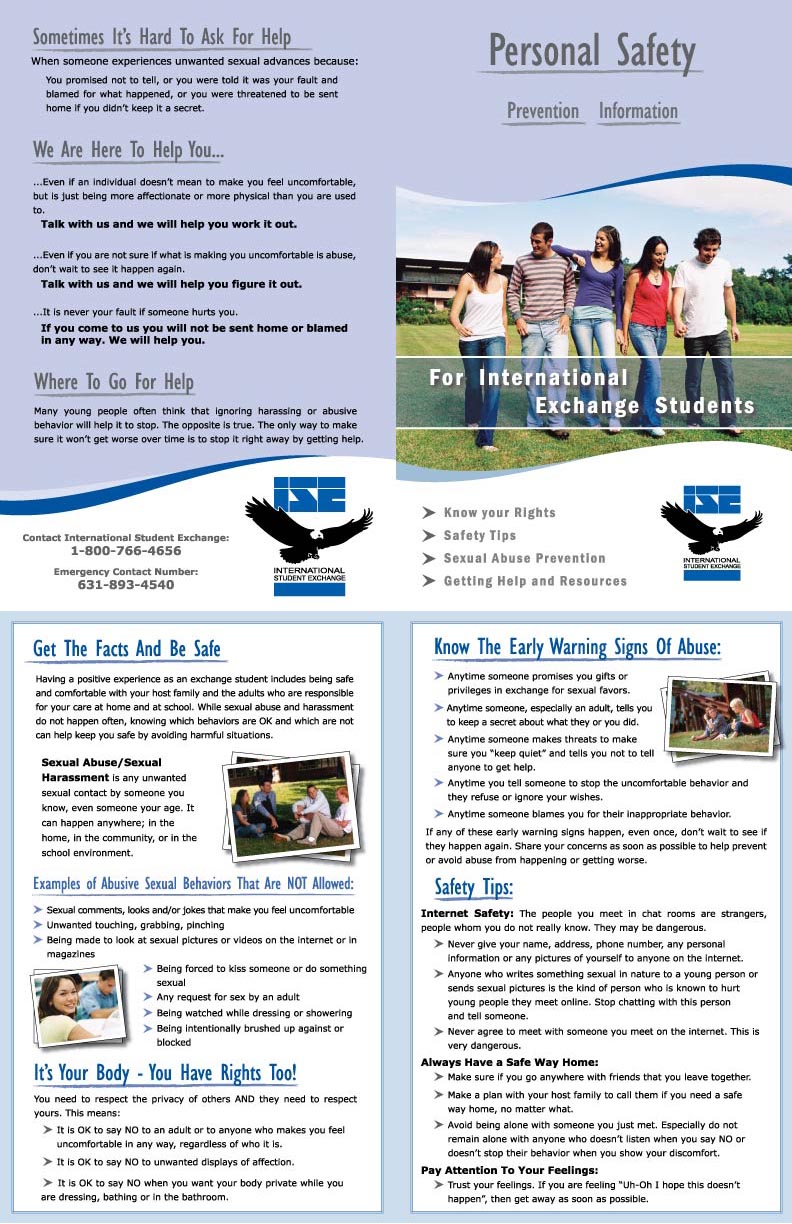 Sometimes It's Hard To Ask For Help
When someone experiences unwanted sexual advances because:
You promised not to tell, or you were told it was your fault and
blamed for what happened, or you were threatened to be sent
home if you didn't keep it a secret.
We Are Here To Help You...
...Even if an individual doesn't mean to make you feel uncomfortable,
but is just being more affectionate or more physical than you are used
to.
Talk with us and we will help you work it out.
...Even if you are not sure if what is making you uncomfortable is abuse,
don't wait to see it happen again.
Talk with us and we will help you figure it out.
...It is never your fault if someone hurts you.
If you come to us you will not be sent home or blamed
in any way. We will help you.
Where To Go For Help
Many young people often think that ignoring harassing or abusive
behavior will help it to stop. The opposite is true. The only way to make
sure it won't get worse over time is to stop it right away by getting help.
Contact International Student Exchange:
1-800-766-4656
Emergency Contact Number:
631-893-4540
ISE
INTERNATIONAL
STUDENT EXCHANGE
Personal Safety
Prevention Information
For International
Exchange Students
Know your Rights
Safety Tips
Sexual Abuse Prevention
Getting Help and Resources
ISE
INTERNATIONAL
STUDENT EXCHANGE
Get The Facts And Be Safe
Having a positive experience as an exchange student includes being safe
and comfortable with your host family and the adults who are responsible
for your care at home and at school. While sexual abuse and harassment
do not happen often, knowing which behaviors are OK and which are not
can help keep you safe by avoiding harmful situations.
Sexual Abuse/Sexual
Harassment is any unwanted
sexual contact by someone you
know, even someone your age. It
can happen anywhere; in the
home, in the community, or in the
school environment.
Examples of Abusive Sexual Behaviors That Are NOT Allowed:
Sexual comments, looks and/or jokes that make you feel uncomfortable
Unwanted touching, grabbing, pinching
Being made to look at sexual pictures or videos on the internet or in
magazines
Being forced to kiss someone or do something
sexual
Any request for sex by an adult
Being watched while dressing or showering
Being intentionally brushed up against or
blocked
It's Your Body - You Have Rights Too!
You need to respect the privacy of others AND they need to respect
yours. This means:
It is OK to say NO to an adult or to anyone who makes you feel
uncomfortable in any way, regardless of who it is.
It is OK to say NO to unwanted displays of affection.
It is OK to say NO when you want your body private while you
are dressing, bathing or in the bathroom.
Know The Early Warning Signs Of Abuse:
Anytime someone promises you gifts or
privileges in exchange for sexual favors.
Anytime someone, especially an adult, tells you
to keep a secret about what they or you did.
Anytime someone makes threats to make
sure you "keep quiet" and tells you not to tell
anyone to get help.
Anytime you tell someone to stop the uncomfortable behavior and
they refuse or ignore your wishes.
Anytime someone blames you for their inappropriate behavior.
If any of these early warning signs happen, even once, don't wait to see if
they happen again. Share your concerns as soon as possible to help prevent
or avoid abuse from happening or getting worse.
Safety Tips:
Internet Safety: The people you meet in chat rooms are strangers,
people whom you do not really know. They may be dangerous.
Never give your name, address, phone number, any personal
information or any pictures of yourself to anyone on the internet.
Anyone who writes something sexual in nature to a young person or
sends sexual pictures is the kind of person who is known to hurt
young people they meet online. Stop chatting with this person
and tell someone.
Never agree to meet with someone you meet on the internet. This is
very dangerous.
Always Have a Safe Way Home:
Make sure if you go anywhere with friends that you leave together.
Make a plan with your host family to call them if you need a safe
way home, no matter what.
Avoid being alone with someone you just met. Especially do not
remain alone with anyone who doesn't listen when you say NO or
doesn't stop their behavior when you show your discomfort.
Pay Attention To Your Feelings:
Trust your feelings. If you are feeling "Uh-Oh I hope this doesn't
happen", then get away as soon as possible.